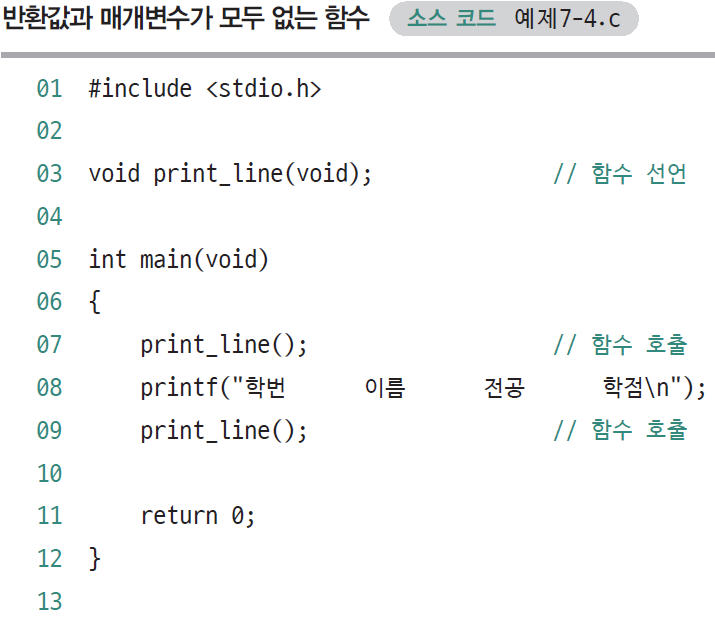 반환값과 매개변수가 모두 없는 함수 소스 코드 예제7-4.c
01 #include <stdio.h>
02
03 void print_line(void); // 함수 선언
04
05 int main(void)
06 {
07 print_line(); // 함수 호출
08 printf("학번 이름 전공 학점\n");
09 print_line(); // 함수 호출
10
11 return 0;
12 }
13